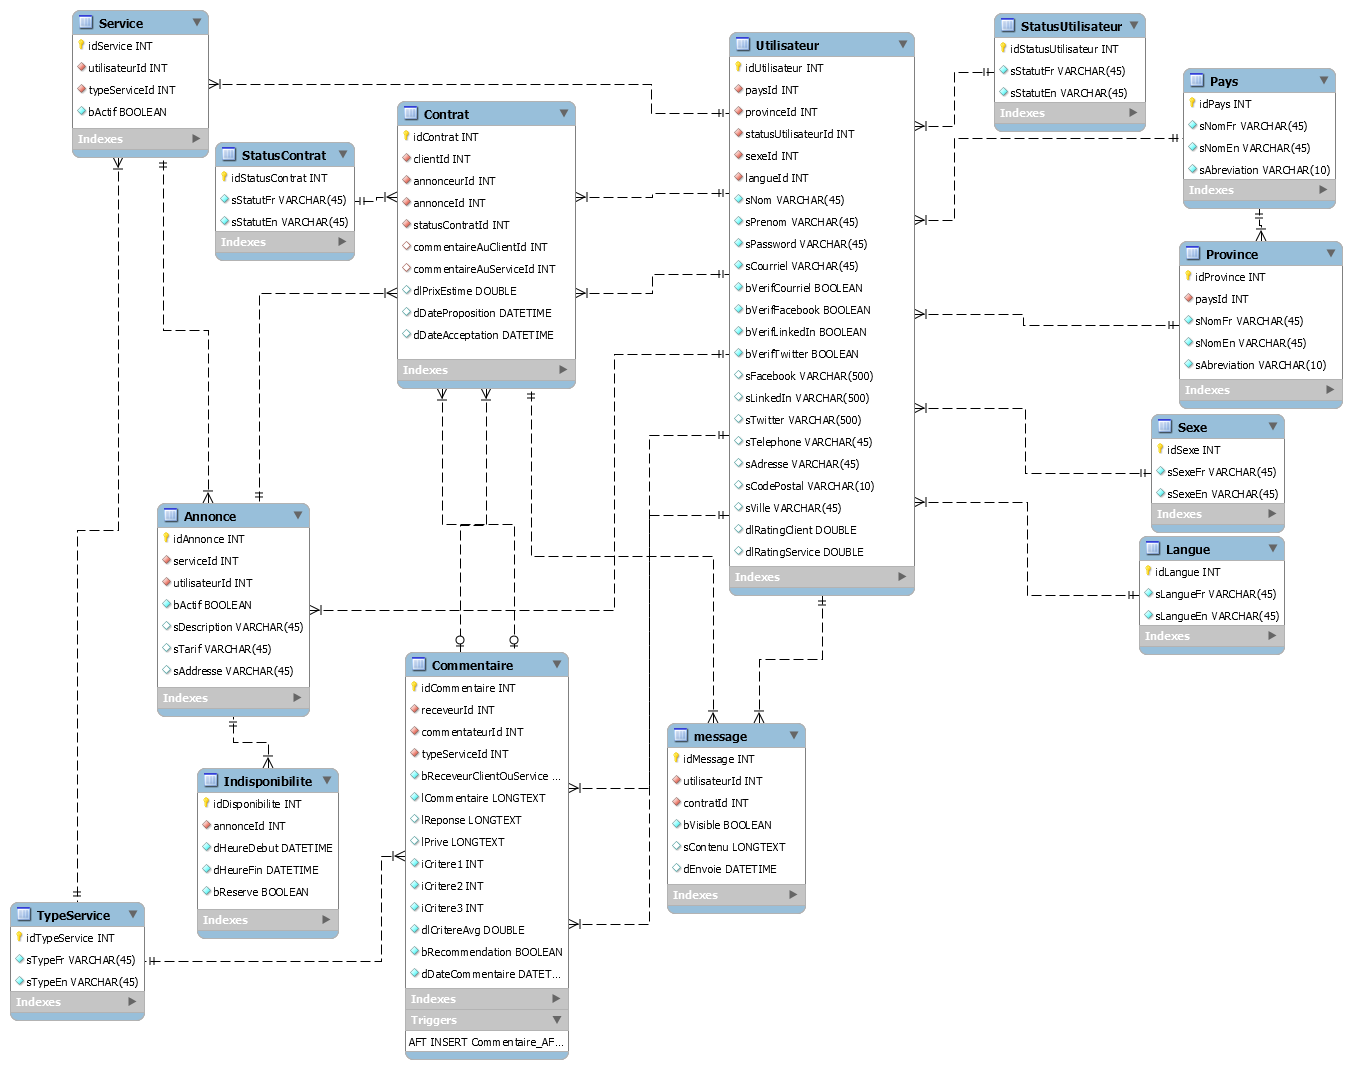 Service
idService INT
utilisateurId INT
typeServiceId INT
bActif BOOLEAN
Indexes
StatusContrat
idStatusContrat INT
sStatutFr VARCHAR(45)
sStatutEn VARCHAR(45)
Indexes
Contrat
idContrat INT
clientId INT
annonceurId INT
annonceId INT
statusContratId INT
commentaireAuClientId INT
commentaireAuServiceId INT
dlPrixEstime DOUBLE
dDateProposition DATETIME
dDateAcceptation DATETIME
Indexes
Utilisateur
idUtilisateur INT
paysId INT
provinceId INT
statusUtilisateurId INT
sexeId INT
langueId INT
sNom VARCHAR(45)
sPrenom VARCHAR(45)
sPassword VARCHAR(45)
sCourriel VARCHAR(45)
bVerifCourriel BOOLEAN
bVerifFacebook BOOLEAN
bVerifLinkedIn BOOLEAN
bVerifTwitter BOOLEAN
sFacebook VARCHAR(500)
sLinkedIn VARCHAR(500)
sTwitter VARCHAR(500)
sTelephone VARCHAR(45)
sAdresse VARCHAR(45)
sCodePostal VARCHAR(10)
sVille VARCHAR(45)
dlRatingClient DOUBLE
dlRatingService DOUBLE
Indexes
StatusUtilisateur
idStatusUtilisateur INT
sStatutFr VARCHAR(45)
sStatutEn VARCHAR(45)
Indexes
Pays
idPays INT
sNomFr VARCHAR(45)
sNomEn VARCHAR(45)
sAbreviation VARCHAR(10)
Indexes
Province
idProvince INT
paysId INT
sNomFr VARCHAR(45)
sNomEn VARCHAR(45)
sAbreviation VARCHAR(10)
Indexes
Sexe
idSexe INT
sSexeFr VARCHAR(45)
sSexeEn VARCHAR(45)
Indexes
Langue
idLangue INT
sLangueFr VARCHAR(45)
sLangueEn VARCHAR(45)
Indexes
Annonce
idAnnonce INT
serviceId INT
utilisateurId INT
bActif BOOLEAN
sDescription VARCHAR(45)
sTarif VARCHAR(45)
sAddresse VARCHAR(45)
Indexes
Indisponibilite
idDisponibilite INT
annonceId INT
dHeureDebut DATETIME
dHeureFin DATETIME
bReserve BOOLEAN
Indexes
TypeService
idTypeService INT
sTypeFr VARCHAR(45)
sTypeEn VARCHAR(45)
Indexes
Commentaire
idCommentaire INT
receveurId INT
commentateurId INT
typeServiceId INT
bReceveurClientOuService ...
lCommentaire LONGTEXT
lReponse LONGTEXT
lPrive LONGTEXT
iCritere1 INT
iCritere2 INT
iCritere3 INT
dlCritereAvg DOUBLE
bRecommendation BOOLEAN
dDateCommentaire DATET...
Indexes
Triggers
AFT INSERT Commentaire_AF...
message
idMessage INT
utilisateurId INT
contratId INT
bVisible BOOLEAN
sContenu LONGTEXT
dEnvoie DATETIME
Indexes